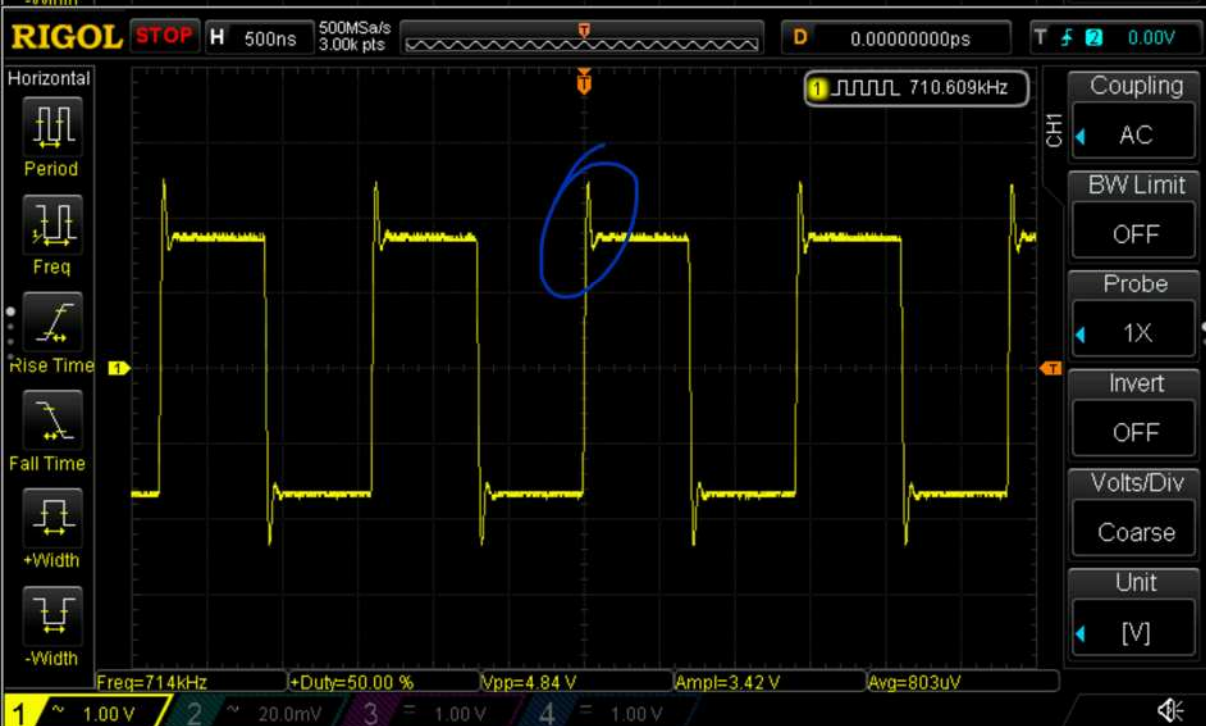 RIGOL STOP H 500ns 500MSa/s 3.00k pts T D 0.00000000ps T 2 0.00V
Horizontal
Period
Freq
Rise Time
Fall Time
+Width
-Width
T
1 710.609kHz
1
T
CH1
Coupling
AC
BW Limit
OFF
Probe
1X
Invert
OFF
Volts/Div
Coarse
Unit
[V]
Freq=714kHz +Duty=50.00 % Vpp=4.84 V Ampl=3.42 V Avg=803uV
1 ~ 1.00 V 2 ~ 20.0mV 3 = 1.00 V 4 = 1.00 V